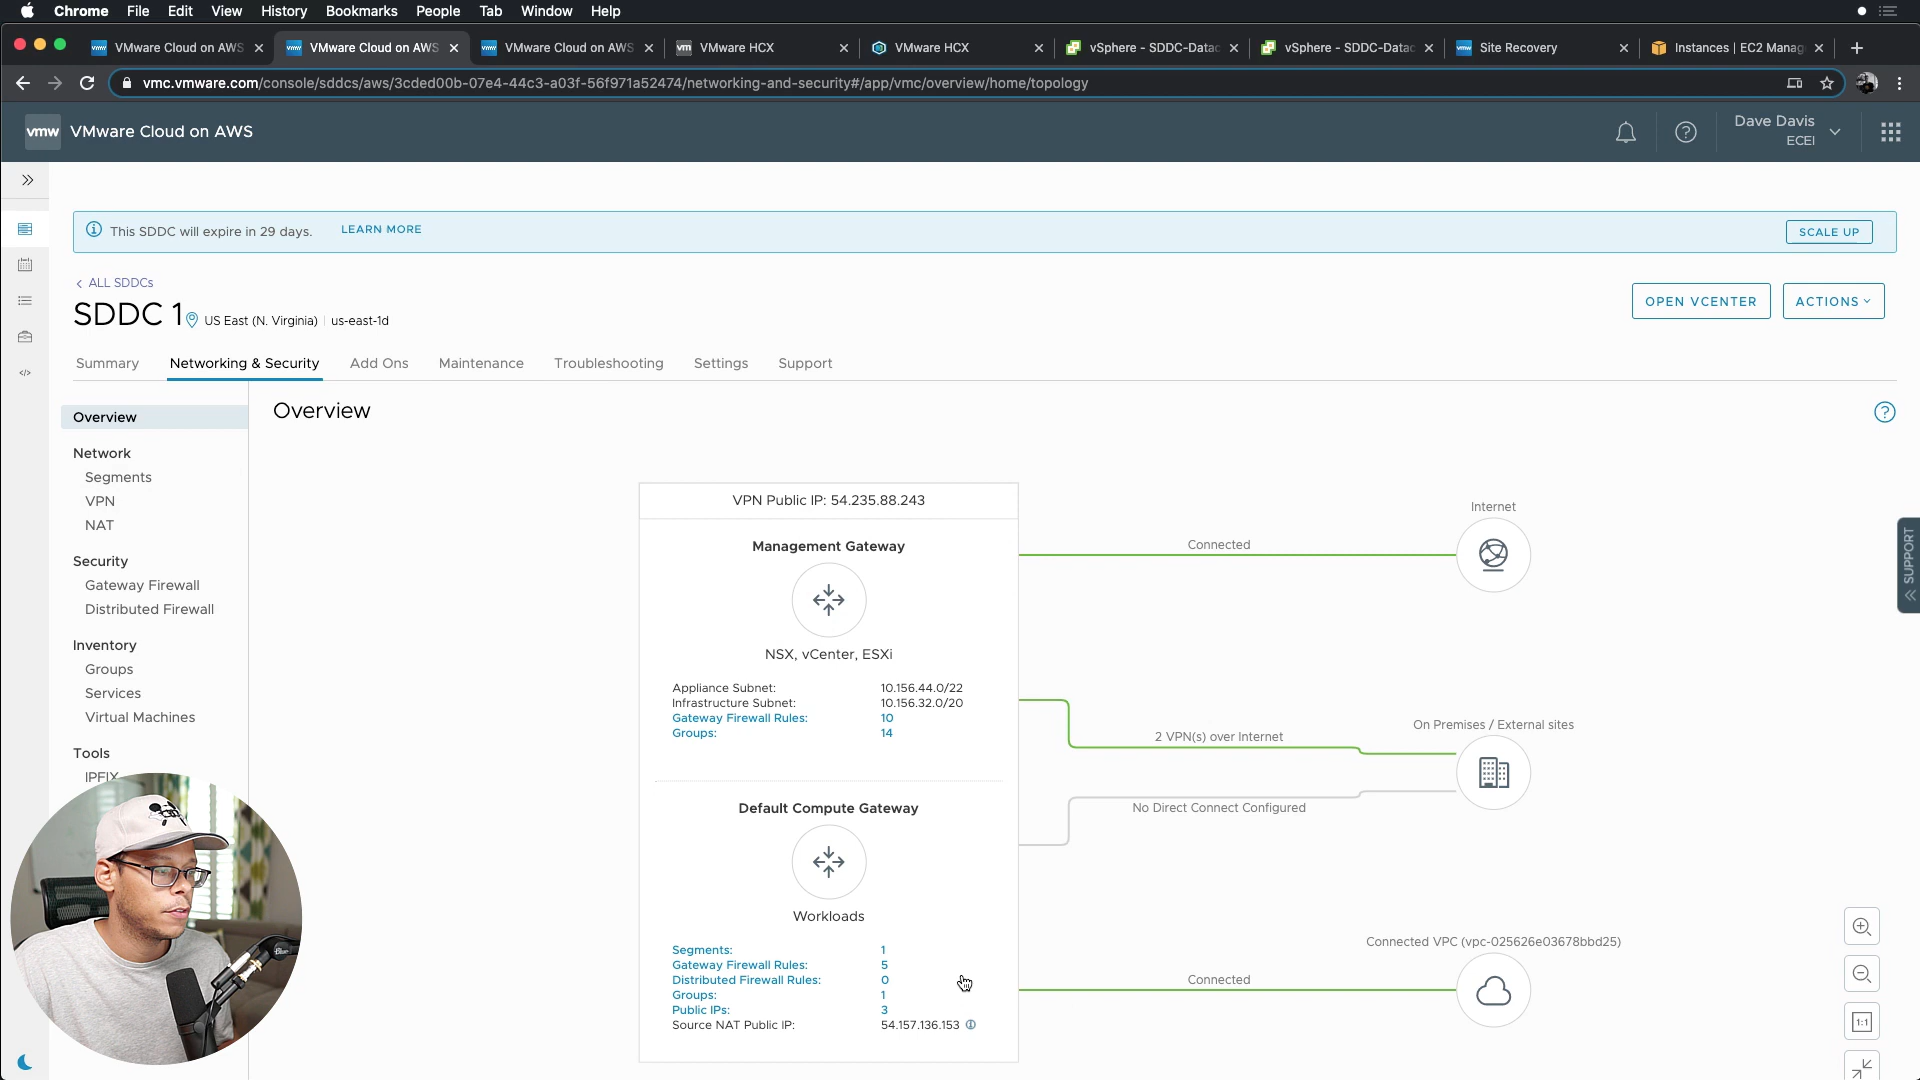 Chrome File Edit View History Bookmarks People Tab Window Help
VMware Cloud on AWS
VMware Cloud on AWS
VMware Cloud on AWS
VMware HCX
VMware HCX
vSphere - SDDC-Datac
vSphere - SDDC-Datac
Site Recovery
Instances | EC2 Manag
vmc.vmware.com/console/sddcs/aws/3cded00b-07e4-44c3-a03f-56f971a52474/networking-and-security#/app/vmc/overview/home/topology
vmw VMware Cloud on AWS
Dave Davis
ECEI
This SDDC will expire in 29 days. LEARN MORE
SCALE UP
ALL SDDCs
SDDC 1 US East (N. Virginia) us-east-1d
OPEN VCENTER
ACTIONS
Summary Networking & Security Add Ons Maintenance Troubleshooting Settings Support
Overview
Network
Segments
VPN
NAT
Security
Gateway Firewall
Distributed Firewall
Inventory
Groups
Services
Virtual Machines
Tools
IPFIX
Overview
VPN Public IP: 54.235.88.243
Management Gateway
NSX, vCenter, ESXi
Appliance Subnet: 10.156.44.0/22
Infrastructure Subnet: 10.156.32.0/20
Gateway Firewall Rules: 10
Groups: 14
Default Compute Gateway
Workloads
Segments: 1
Gateway Firewall Rules: 5
Distributed Firewall Rules: 0
Groups: 1
Public IPs: 3
Source NAT Public IP: 54.157.136.153
Internet
Connected
On Premises / External sites
2 VPN(s) over Internet
No Direct Connect Configured
Connected VPC (vpc-025626e03678bbd25)
Connected
SUPPORT
1:1